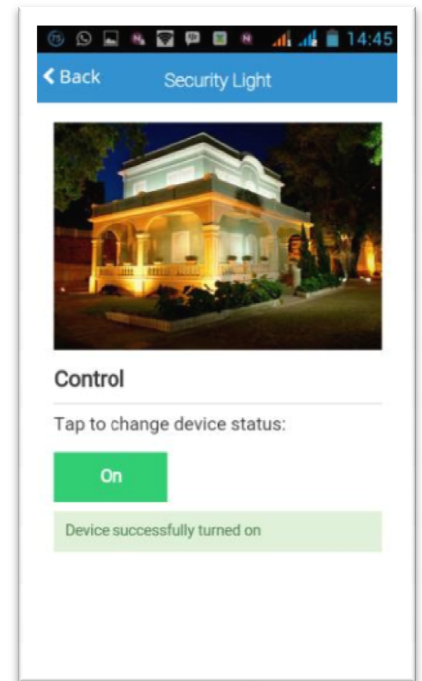 14:45
Back
Security Light
Control
Tap to change device status:
On
Device successfully turned on